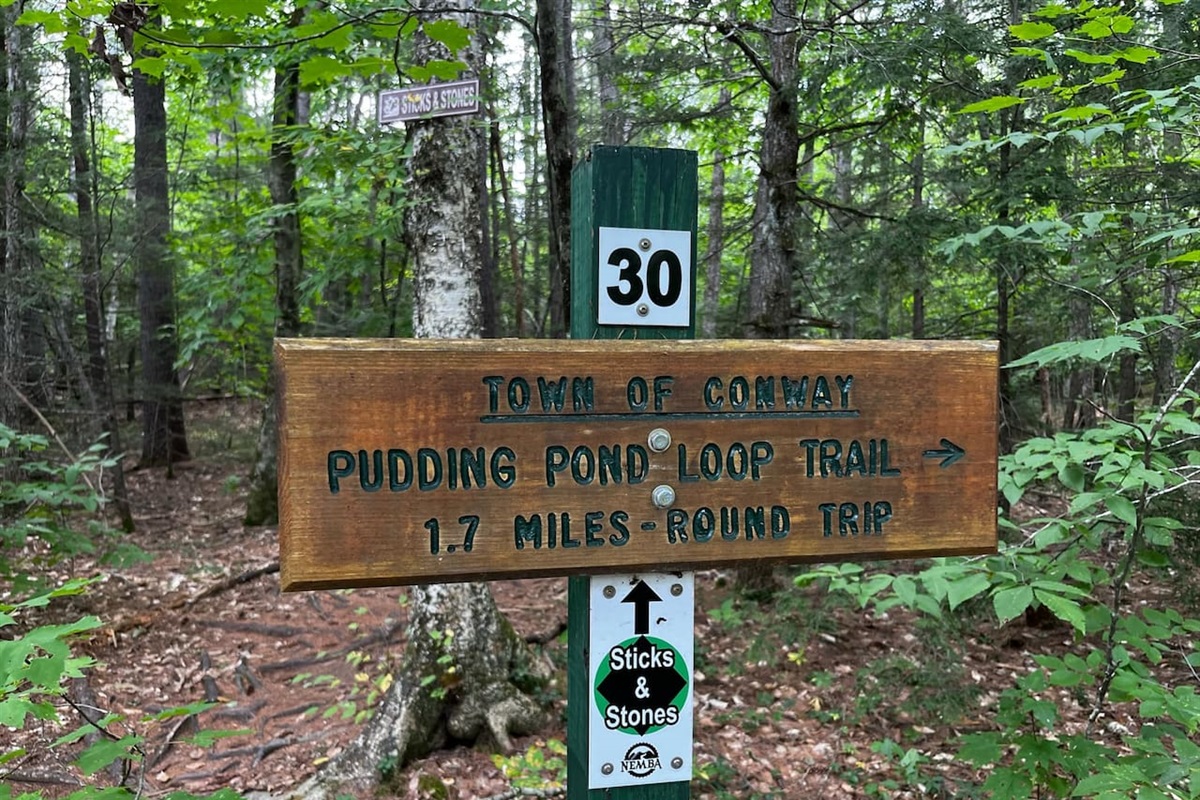 STICKS & STONES
30
TOWN OF CONWAY
PUDDING POND LOOP TRAIL →
1.7 MILES-ROUND TRIP
Sticks
&
Stones
NEMBA